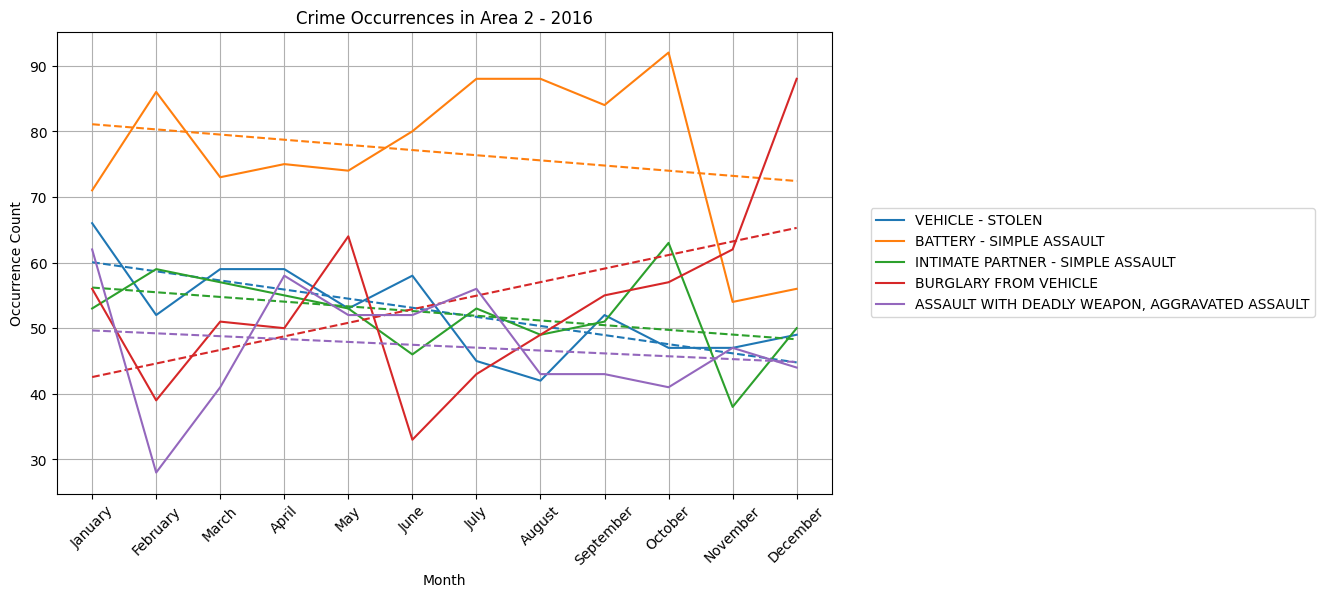 Crime Occurrences in Area 2 - 2016
Occurrence Count
90
80
70
60
50
40
30
January
February
March
April
May
June
July
August
September
October
November
December
Month
VEHICLE - STOLEN
BATTERY - SIMPLE ASSAULT
INTIMATE PARTNER - SIMPLE ASSAULT
BURGLARY FROM VEHICLE
ASSAULT WITH DEADLY WEAPON, AGGRAVATED ASSAULT